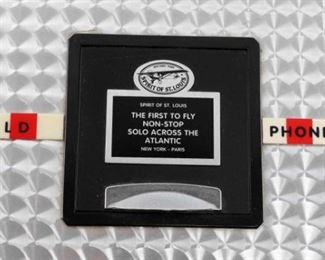 SPIRIT OF ST. LOUIS
SPIRIT OF ST. LOUIS
THE FIRST TO FLY
NON-STOP
SOLO ACROSS THE
ATLANTIC
NEW YORK - PARIS
LD
PHON